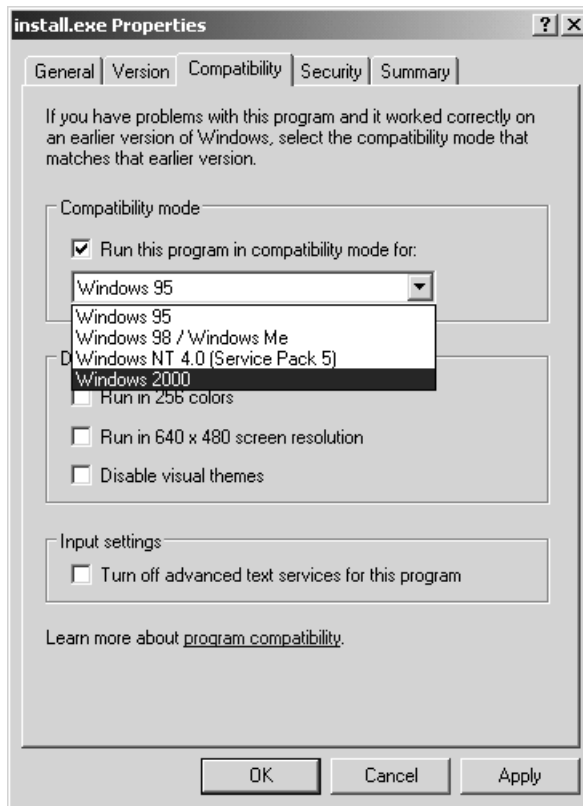 install.exe Properties
General Version Compatibility Security Summary
If you have problems with this program and it worked correctly on
an earlier version of Windows, select the compatibility mode that
matches that earlier version.
Compatibility mode
Run this program in compatibility mode for:
Windows 95
Windows 95
Windows 98 / Windows Me
Windows NT 4.0 (Service Pack 5)
Windows 2000
Run in 256 colors
Run in 640 x 480 screen resolution
Disable visual themes
Input settings
Turn off advanced text services for this program
Learn more about program compatibility.
OK Cancel Apply